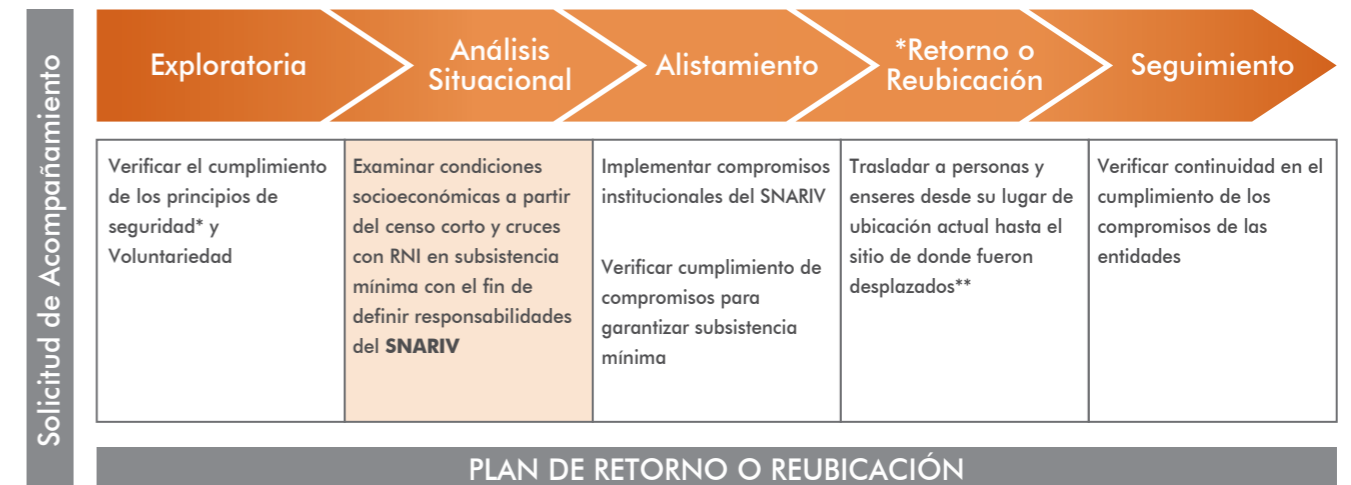 Solicitud de Acompañamiento
Exploratoria
Análisis
Situacional
Alistamiento
*Retorno o
Reubicación
Seguimiento
Verificar el cumplimiento
de los principios de
seguridad* y
Voluntariedad
Examinar condiciones
socioeconómicas a partir
del censo corto y cruces
con RNI en subsistencia
mínima con el fin de
definir responsabilidades
del SNARIV
Implementar compromisos
institucionales del SNARIV
Verificar cumplimiento de
compromisos para
garantizar subsistencia
mínima
Trasladar a personas y
enseres desde su lugar de
ubicación actual hasta el
sitio de donde fueron
desplazados**
Verificar continuidad en el
cumplimiento de los
compromisos de las
entidades
PLAN DE RETORNO O REUBICACIÓN